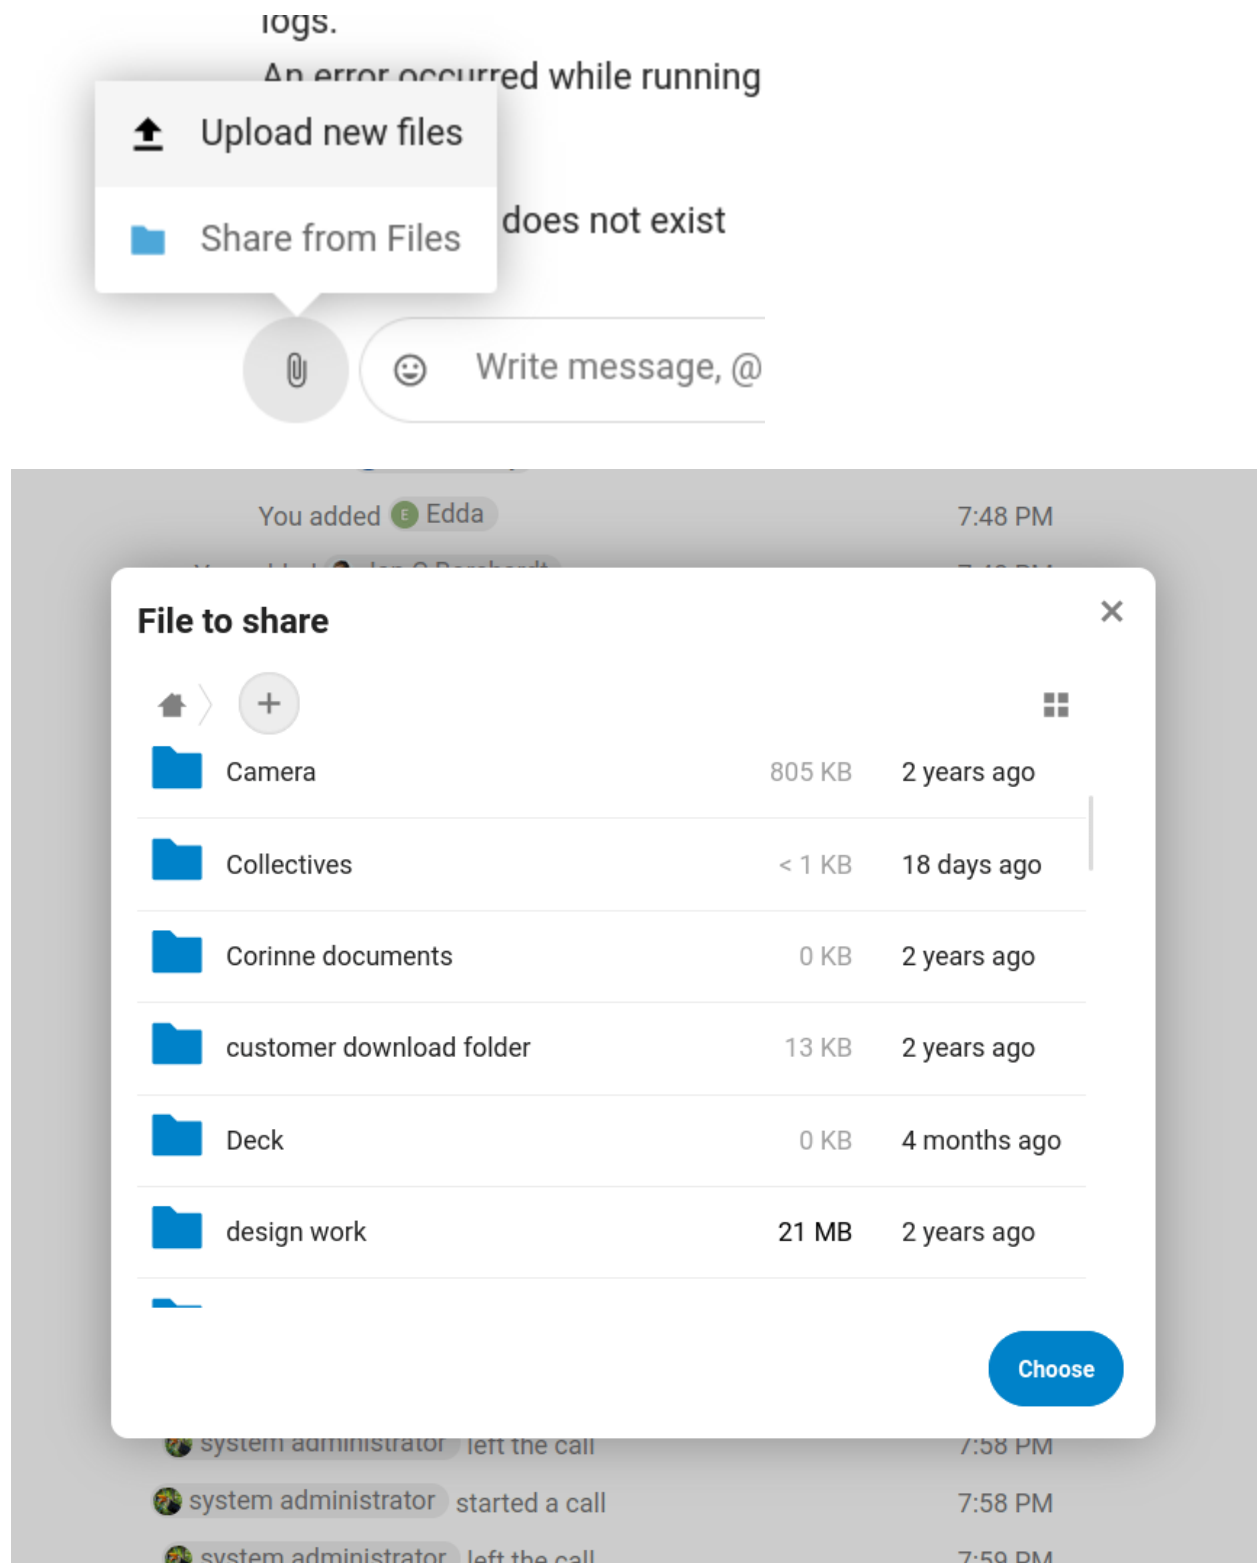 logs.
An error occurred while running
Upload new files
does not exist
Share from Files
Write message, @
You added E Edda 7:48 PM
File to share
Camera 805 KB 2 years ago
Collectives < 1 KB 18 days ago
Corinne documents 0 KB 2 years ago
customer download folder 13 KB 2 years ago
Deck 0 KB 4 months ago
design work 21 MB 2 years ago
Choose
system administrator left the call 7:58 PM
system administrator started a call 7:58 PM
system administrator left the call 7:59 PM